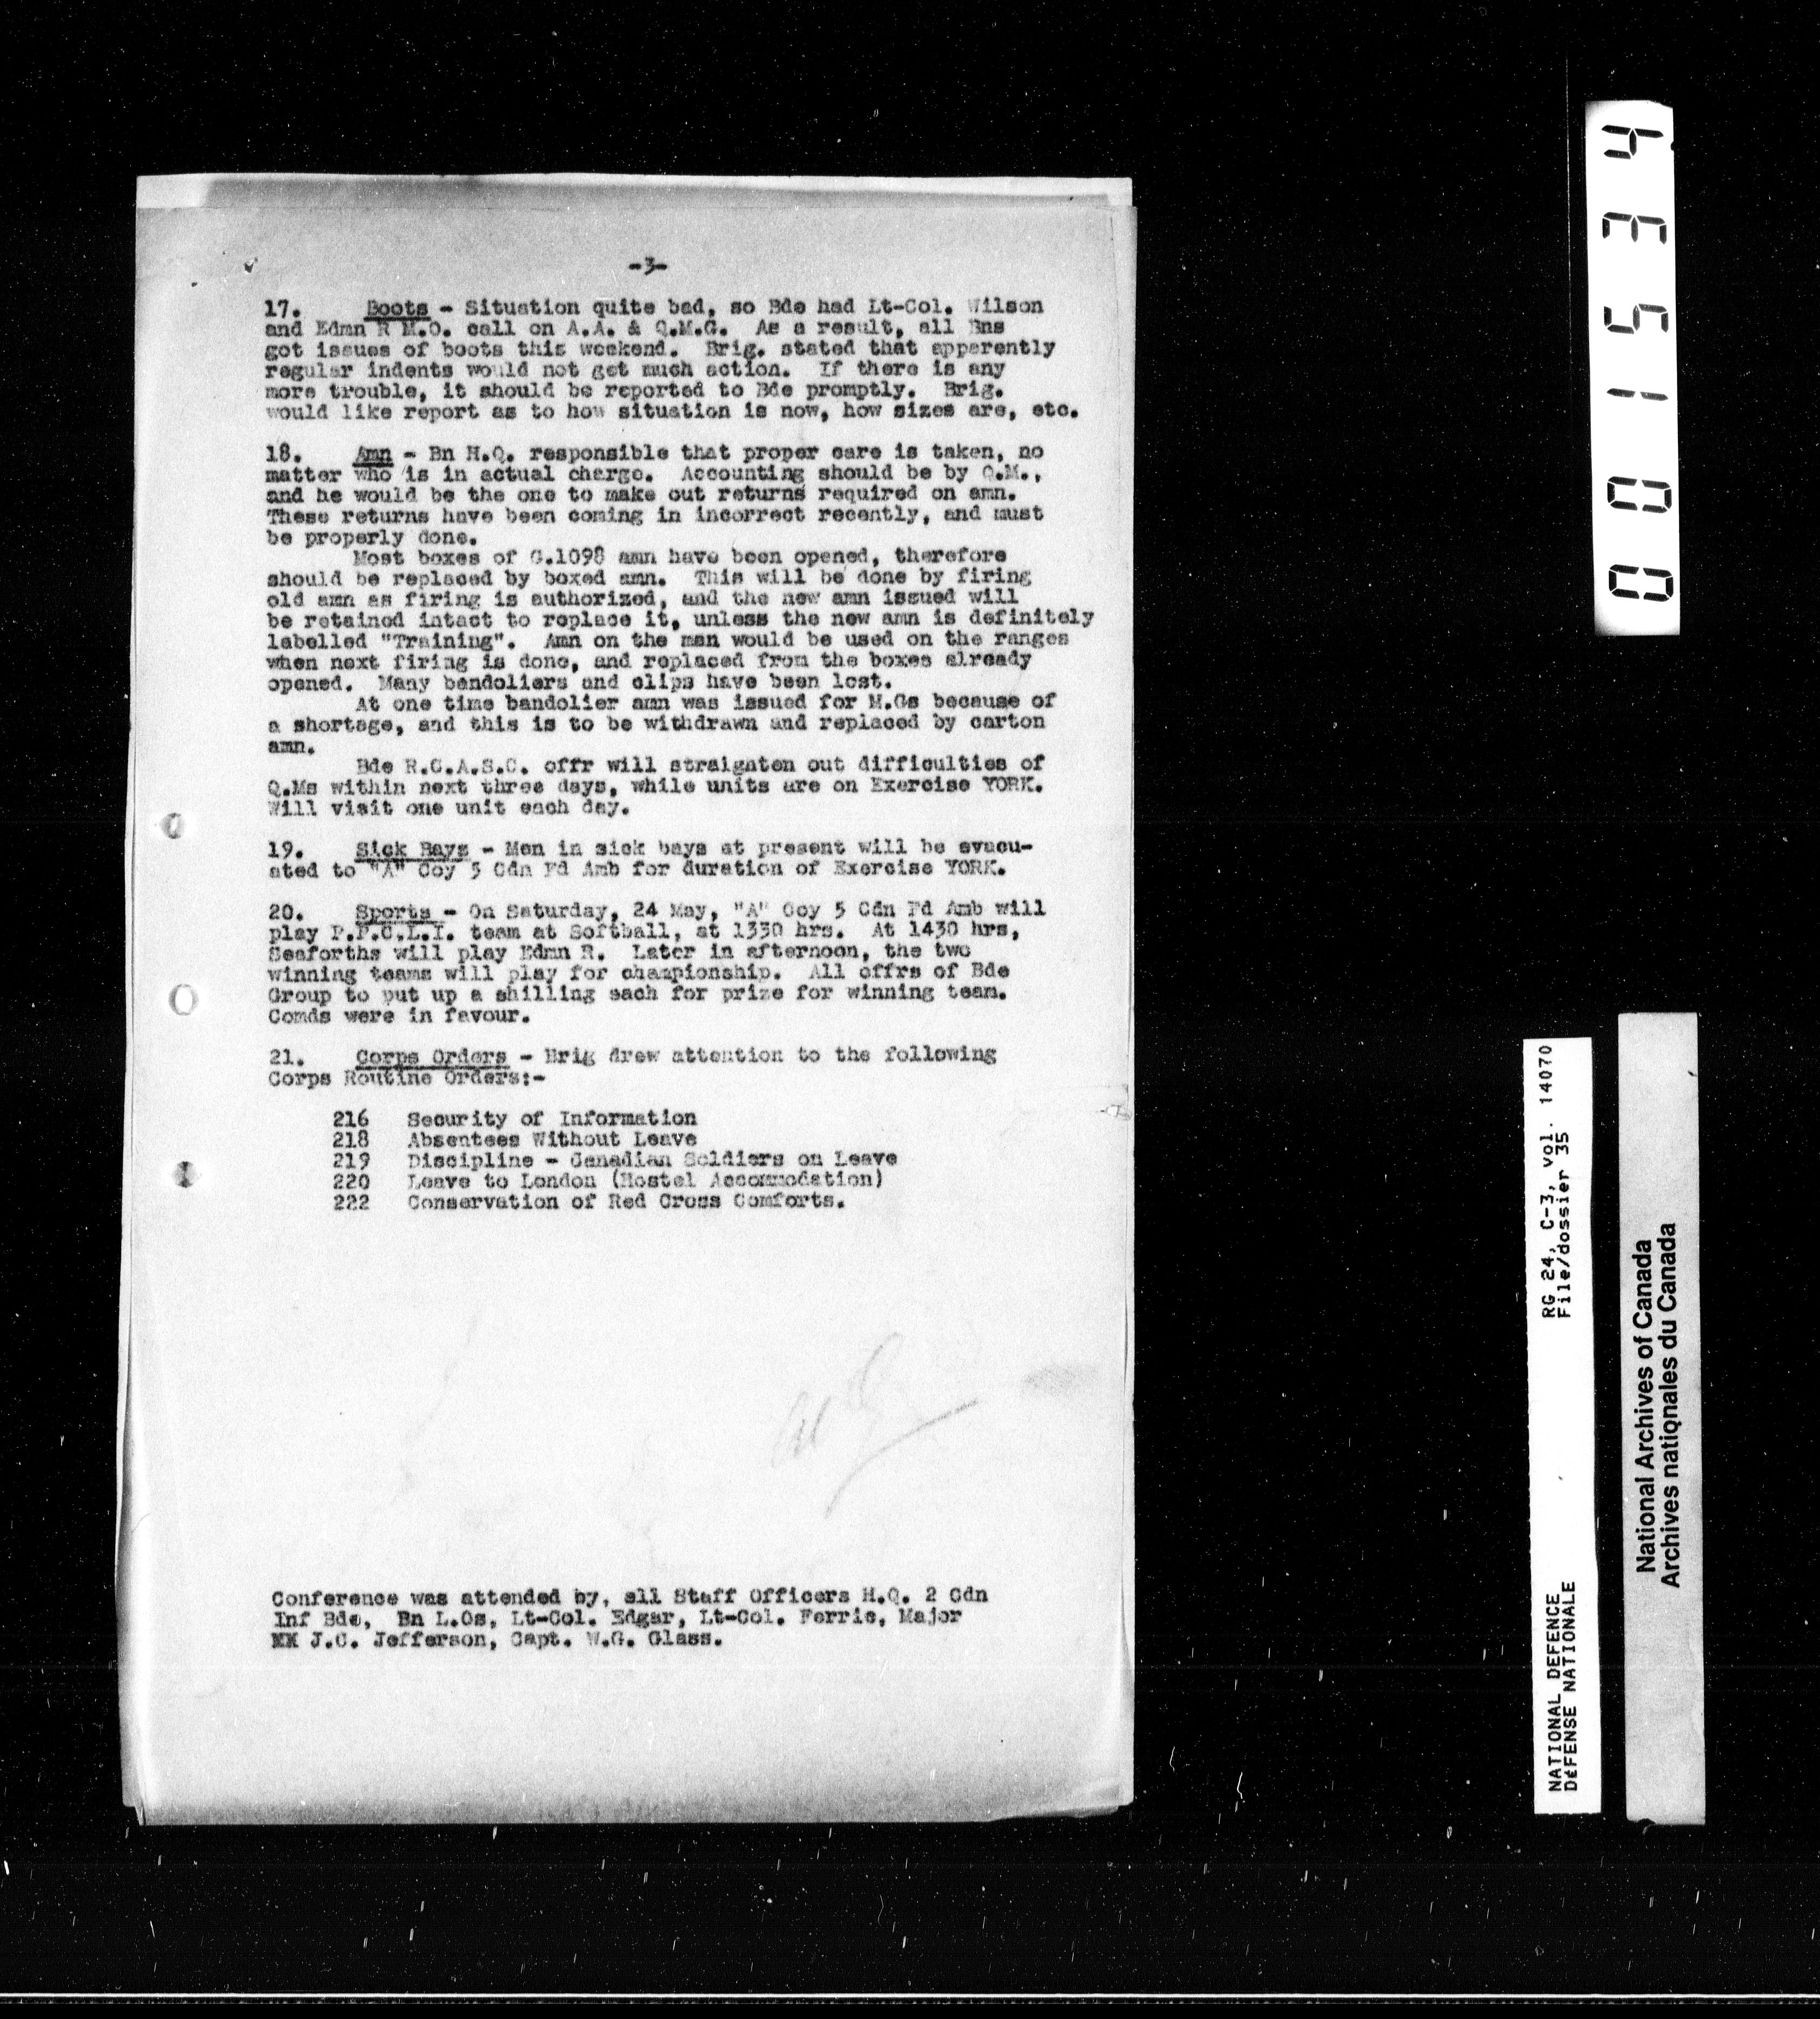 -3-
17. Boots - Situation quite bad, so Bde had Lt-Col. Wilson
and Edmn R M.O. call on A.A. & Q.M.G. As a result, all Bns
got issues of boots this weekend. Brig. stated that apparently
regular indents would not get much action. If there is any
more trouble, it should be reported to Bde promptly. Brig.
would like report as to how situation is now, how sizes are, etc.
18. Amn - Bn H.Q. responsible that proper care is taken, no
matter who is in actual charge. Accounting should be by Q.M.,
and he would be the one to make out returns required on amn.
These returns have been coming in incorrect recently, and must
be properly done.
Most boxes of G.1098 amn have been opened, therefore
should be replaced by boxed amn. This will be done by firing
old amn as firing is authorized, and the new amn issued will
be retained intact to replace it, unless the new amn is definitely
labelled "Training". Amn on the man would be used on the ranges
when next firing is done, and replaced from the boxes already
opened. Many bandoliers and clips have been lost.
At one time bandolier amn was issued for M.Gs because of
a shortage, and this is to be withdrawn and replaced by carton
amn.
Bde R.C.A.S.C. offr will straighten out difficulties of
Q.Ms within next three days, while units are on Exercise YORK.
Will visit one unit each day.
19. Sick Bays - Men in sick bays at present will be evacu-
ated to "A" Coy 5 Cdn Fd Amb for duration of Exercise YORK.
20. Sports - On Saturday, 24 May, "A" Coy 5 Cdn Fd Amb will
play P.P.C.L.I. team at Softball, at 1330 hrs. At 1430 hrs,
Seaforths will play Edmn R. Later in afternoon, the two
winning teams will play for championship. All offrs of Bde
Group to put up a shilling each for prize for winning team.
Comds were in favour.
21. Corps Orders - Brig drew attention to the following
Corps Routine Orders:-
216 Security of Information
218 Absentees Without Leave
219 Discipline - Canadian Soldiers on Leave
220 Leave to London (Hostel Accommodation)
222 Conservation of Red Cross Comforts.
Conference was attended by, all Staff Officers H.Q. 2 Cdn
Inf Bde, Bn L.Os, Lt-Col. Edgar, Lt-Col. Ferris, Major
J.C. Jefferson, Capt. W.G. Glass.
001534
NATIONAL DEFENCE RG 24, C-3, vol. 14070
DÉFENSE NATIONALE File/dossier 35
National Archives of Canada
Archives nationales du Canada